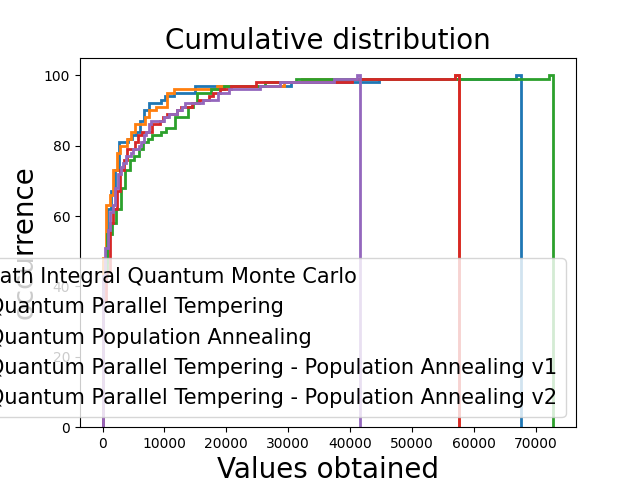 Cumulative distribution
100
80
60
40
20
0
ath Integral Quantum Monte Carlo
Quantum Parallel Tempering
Quantum Population Annealing
Quantum Parallel Tempering - Population Annealing v1
Quantum Parallel Tempering - Population Annealing v2
0 10000 20000 30000 40000 50000 60000 70000
Values obtained